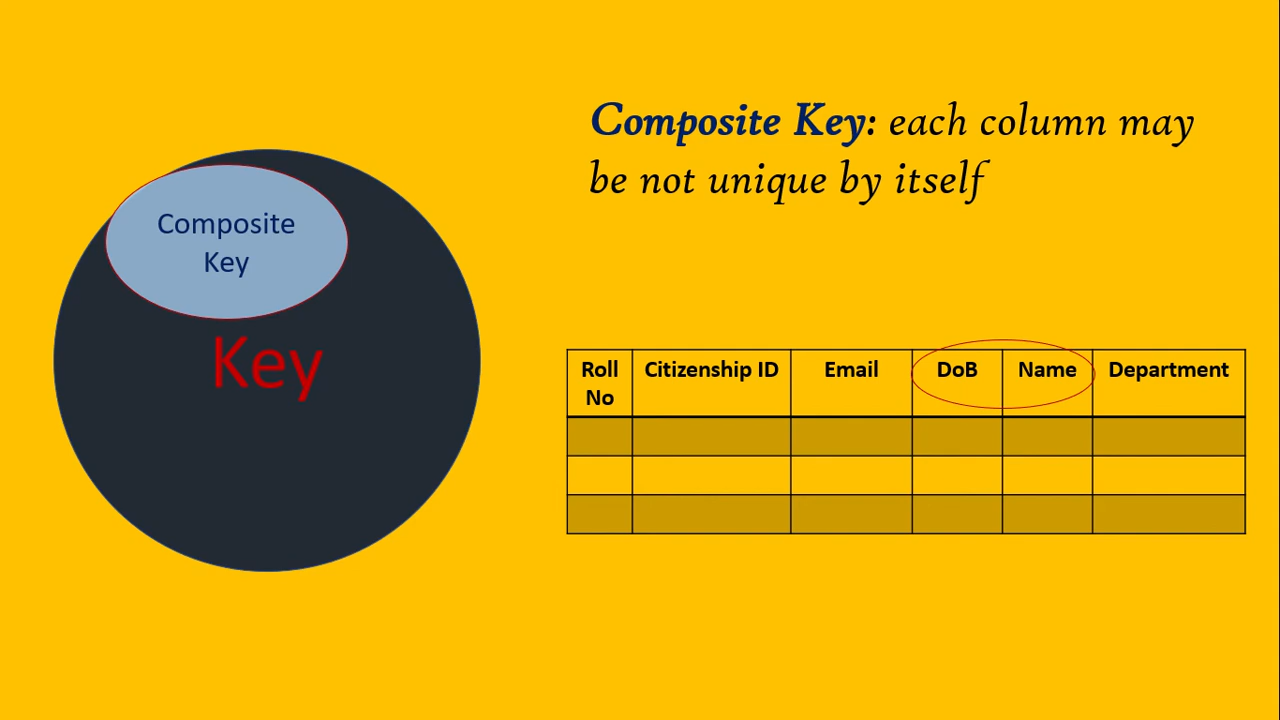 Composite Key: each column may
be not unique by itself
Composite
Key
Key
Roll No Citizenship ID Email DoB Name Department